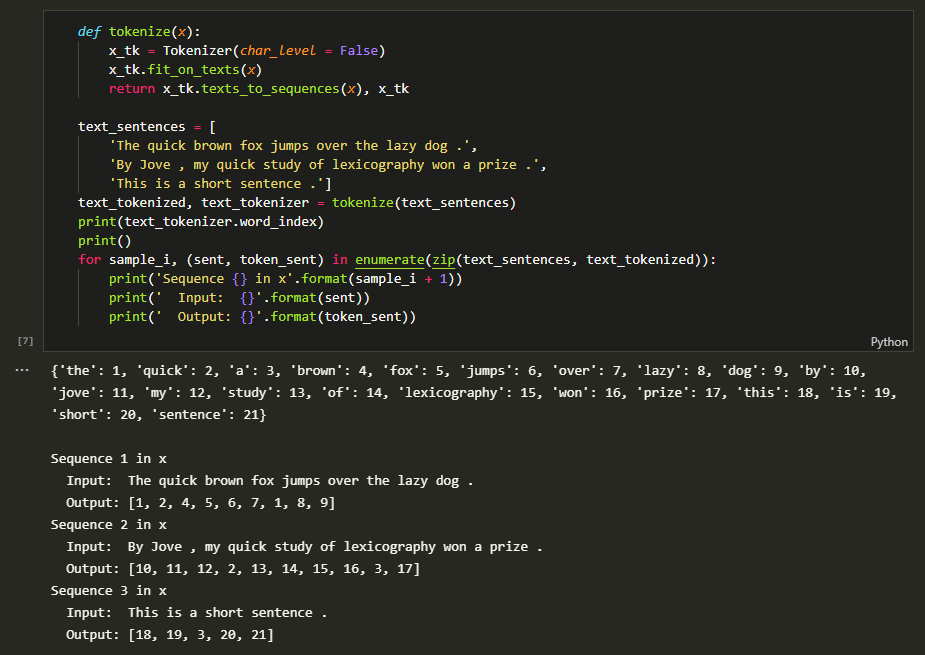 def tokenize(x):
    x_tk = Tokenizer(char_level = False)
    x_tk.fit_on_texts(x)
    return x_tk.texts_to_sequences(x), x_tk

text_sentences = [
    'The quick brown fox jumps over the lazy dog .',
    'By Jove , my quick study of lexicography won a prize .',
    'This is a short sentence .']
text_tokenized, text_tokenizer = tokenize(text_sentences)
print(text_tokenizer.word_index)
print()
for sample_i, (sent, token_sent) in enumerate(zip(text_sentences, text_tokenized)):
    print('Sequence {} in x'.format(sample_i + 1))
    print('  Input:  {}'.format(sent))
    print('  Output: {}'.format(token_sent))
[7]
Python
...
{'the': 1, 'quick': 2, 'a': 3, 'brown': 4, 'fox': 5, 'jumps': 6, 'over': 7, 'lazy': 8, 'dog': 9, 'by': 10,
'jove': 11, 'my': 12, 'study': 13, 'of': 14, 'lexicography': 15, 'won': 16, 'prize': 17, 'this': 18, 'is': 19,
'short': 20, 'sentence': 21}

Sequence 1 in x
  Input:  The quick brown fox jumps over the lazy dog .
  Output: [1, 2, 4, 5, 6, 7, 1, 8, 9]
Sequence 2 in x
  Input:  By Jove , my quick study of lexicography won a prize .
  Output: [10, 11, 12, 2, 13, 14, 15, 16, 3, 17]
Sequence 3 in x
  Input:  This is a short sentence .
  Output: [18, 19, 3, 20, 21]